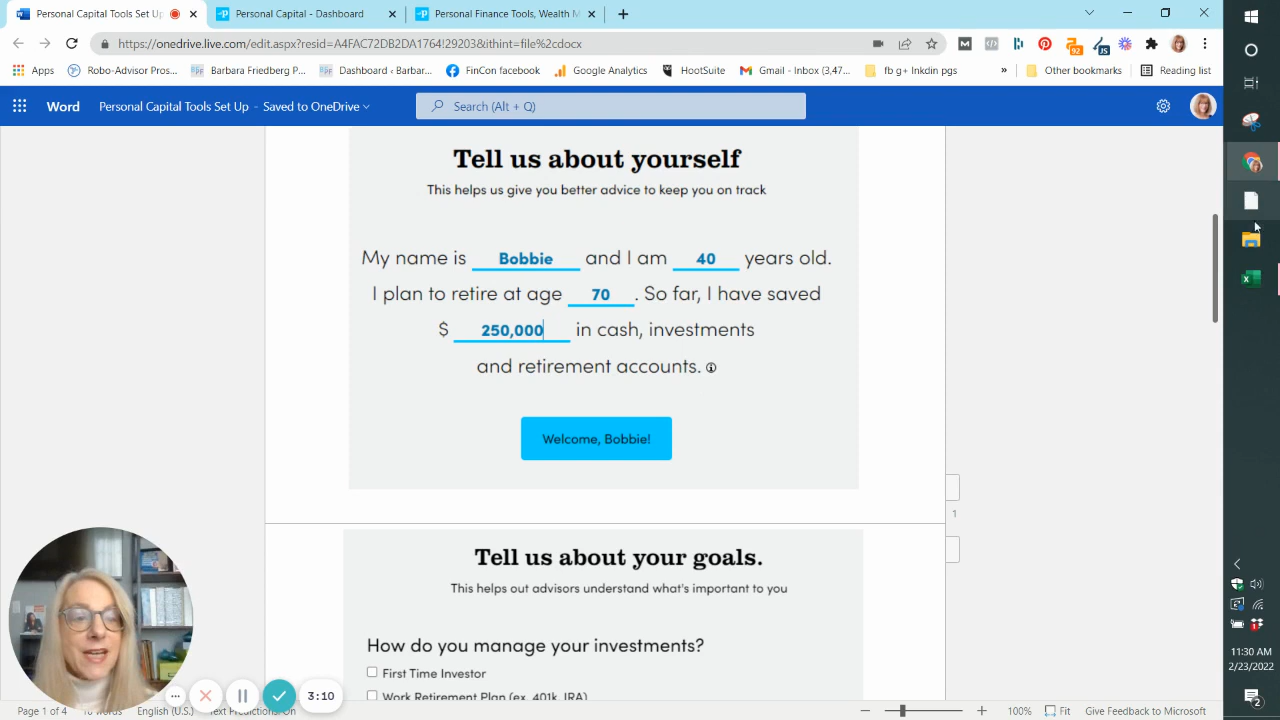 Personal Capital Tools Set Up
Personal Capital - Dashboard
Personal Finance Tools, Wealth M
https://onedrive.live.com/edit.aspx?resid=A4FAC72DB2DA1764!29203&ithint=file%2cdocx
Apps
Robo-Advisor Pros...
Barbara Friedberg P...
Dashboard ‹ Barbar...
FinCon facebook
Google Analytics
HootSuite
Gmail - Inbox (3,47...
fb g+ lnkdin pgs
»
Other bookmarks
Reading list
Word
Personal Capital Tools Set Up - Saved to OneDrive
Search (Alt + Q)
Tell us about yourself
This helps us give you better advice to keep you on track
My name is Bobbie and I am 40 years old.
I plan to retire at age 70. So far, I have saved
$ 250,000 in cash, investments
and retirement accounts.
Welcome, Bobbie!
1
Tell us about your goals.
This helps out advisors understand what's important to you
How do you manage your investments?
First Time Investor
Work Retirement Plan (ex. 401k, IRA)
3:10
Page 1 of 4
English (U.S.)
Text Predictions: On
100%
Fit
Give Feedback to Microsoft
11:30 AM
2/23/2022
2